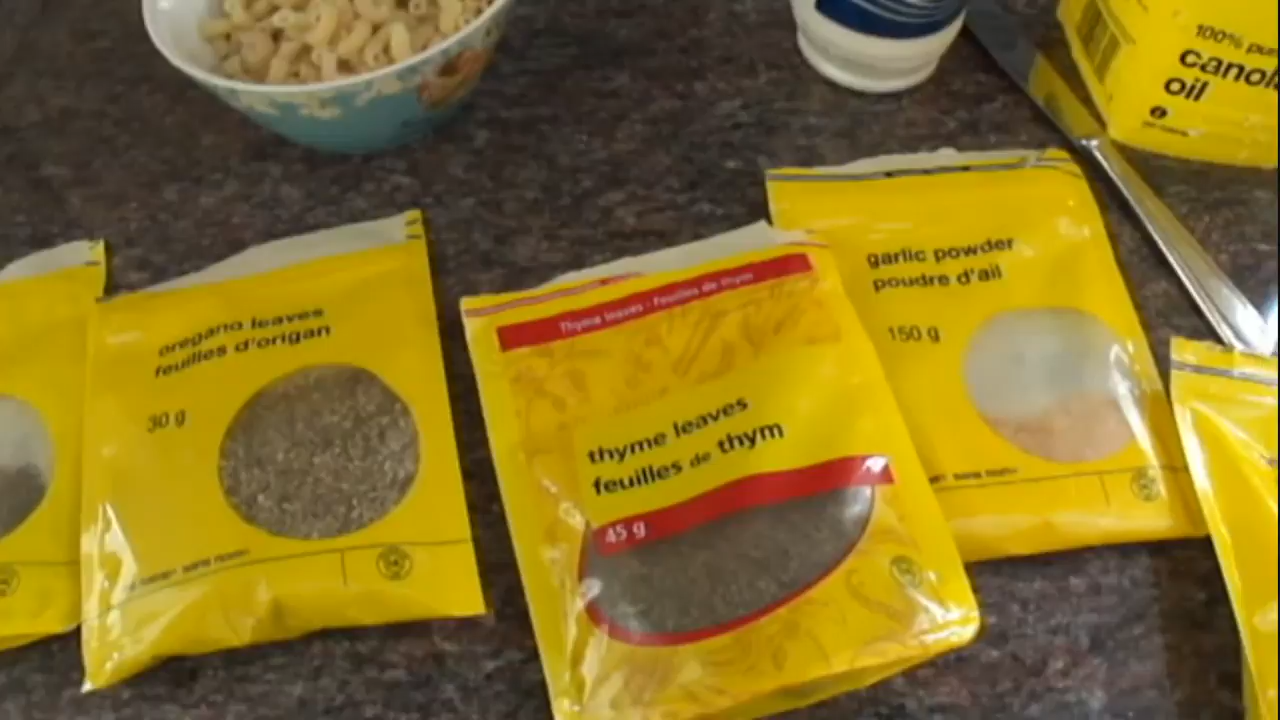 100% pure
canola
oil
oregano leaves
feuilles d'origan
30 g
Thyme leaves - Feuilles de thym
thyme leaves
feuilles de thym
45 g
garlic powder
poudre d'ail
150 g